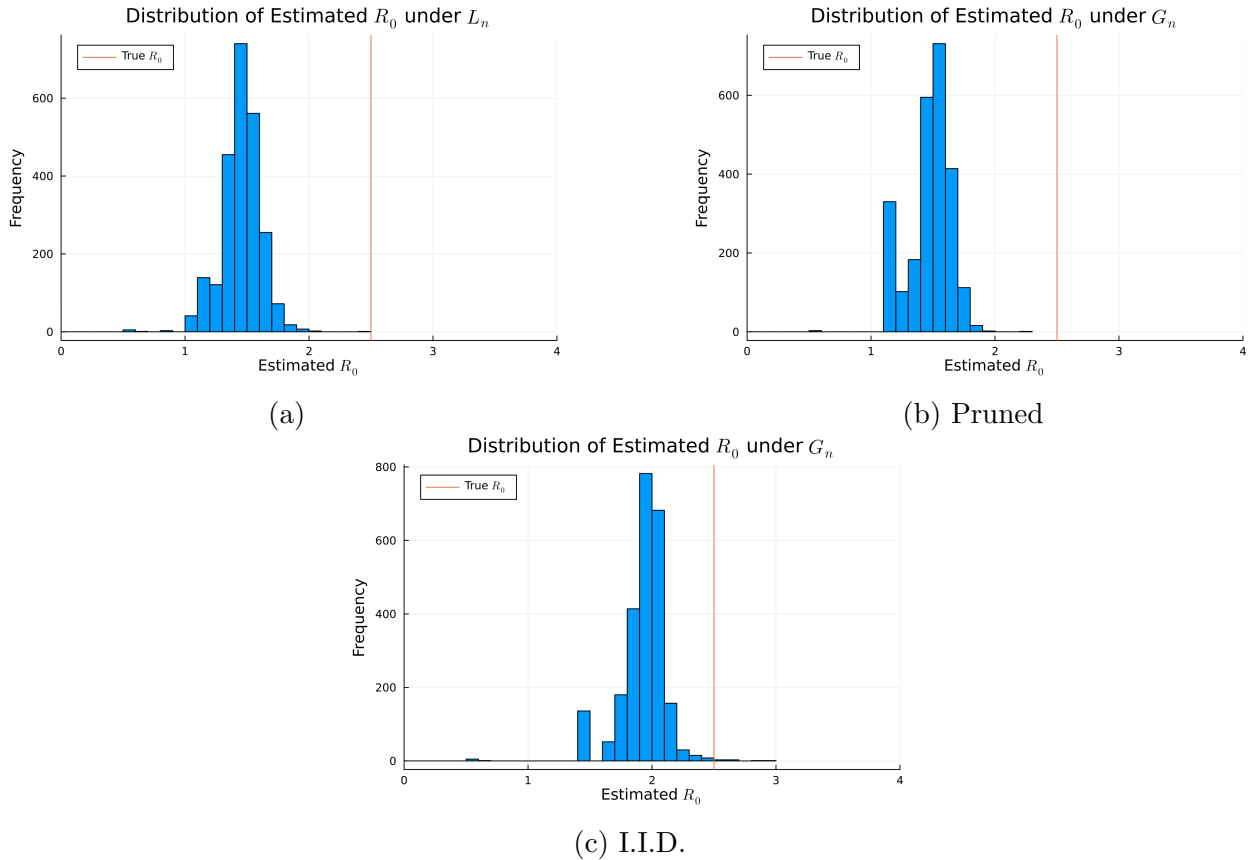 Distribution of Estimated R₀ under Lₙ
True R₀
Frequency
600
400
200
0
0 1 2 3 4
Estimated R₀
(a)
Distribution of Estimated R₀ under Gₙ
True R₀
Frequency
600
400
200
0
0 1 2 3 4
Estimated R₀
(b) Pruned
Distribution of Estimated R₀ under Gₙ
True R₀
Frequency
800
600
400
200
0
0 1 2 3 4
Estimated R₀
(c) I.I.D.